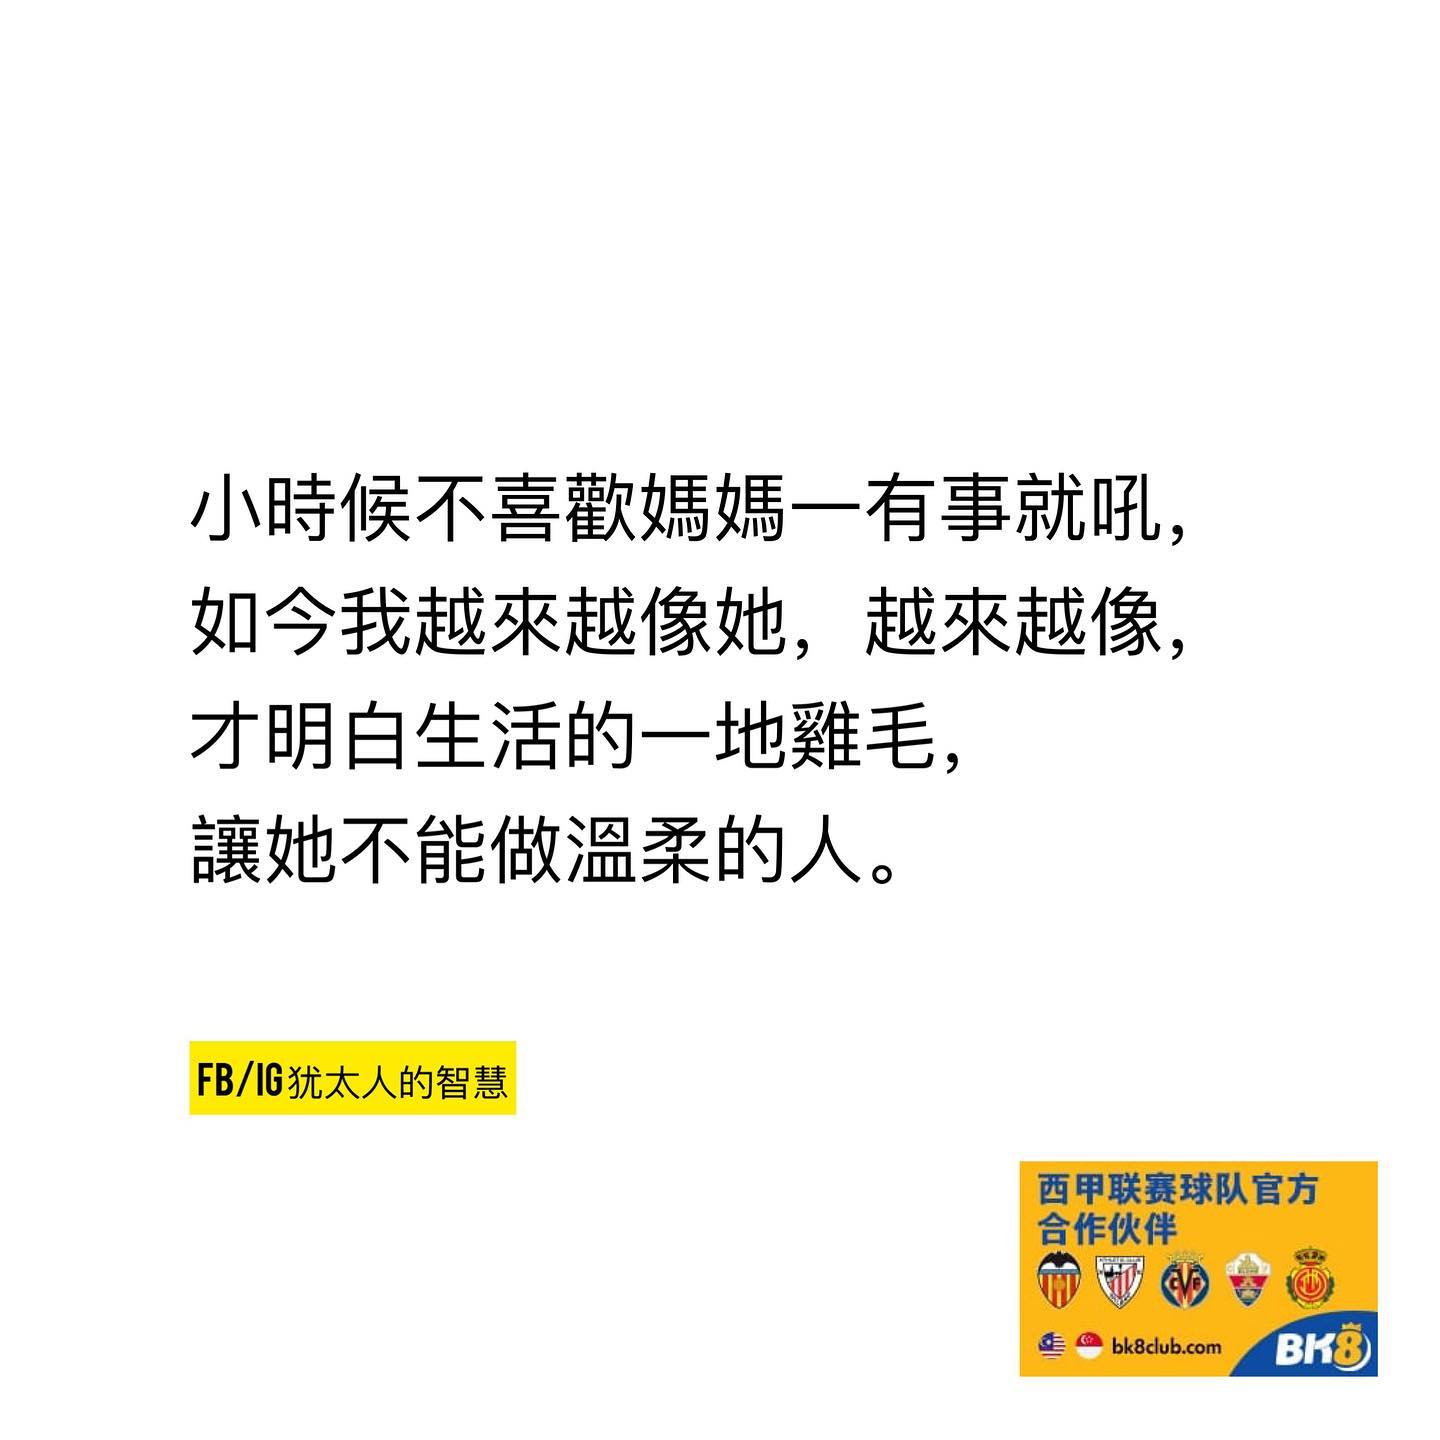 小時候不喜歡媽媽一有事就吼，
如今我越來越像她，越來越像，
才明白生活的一地雞毛，
讓她不能做溫柔的人。
FB/IG犹太人的智慧
西甲联赛球队官方
合作伙伴
bk8club.com
BK8